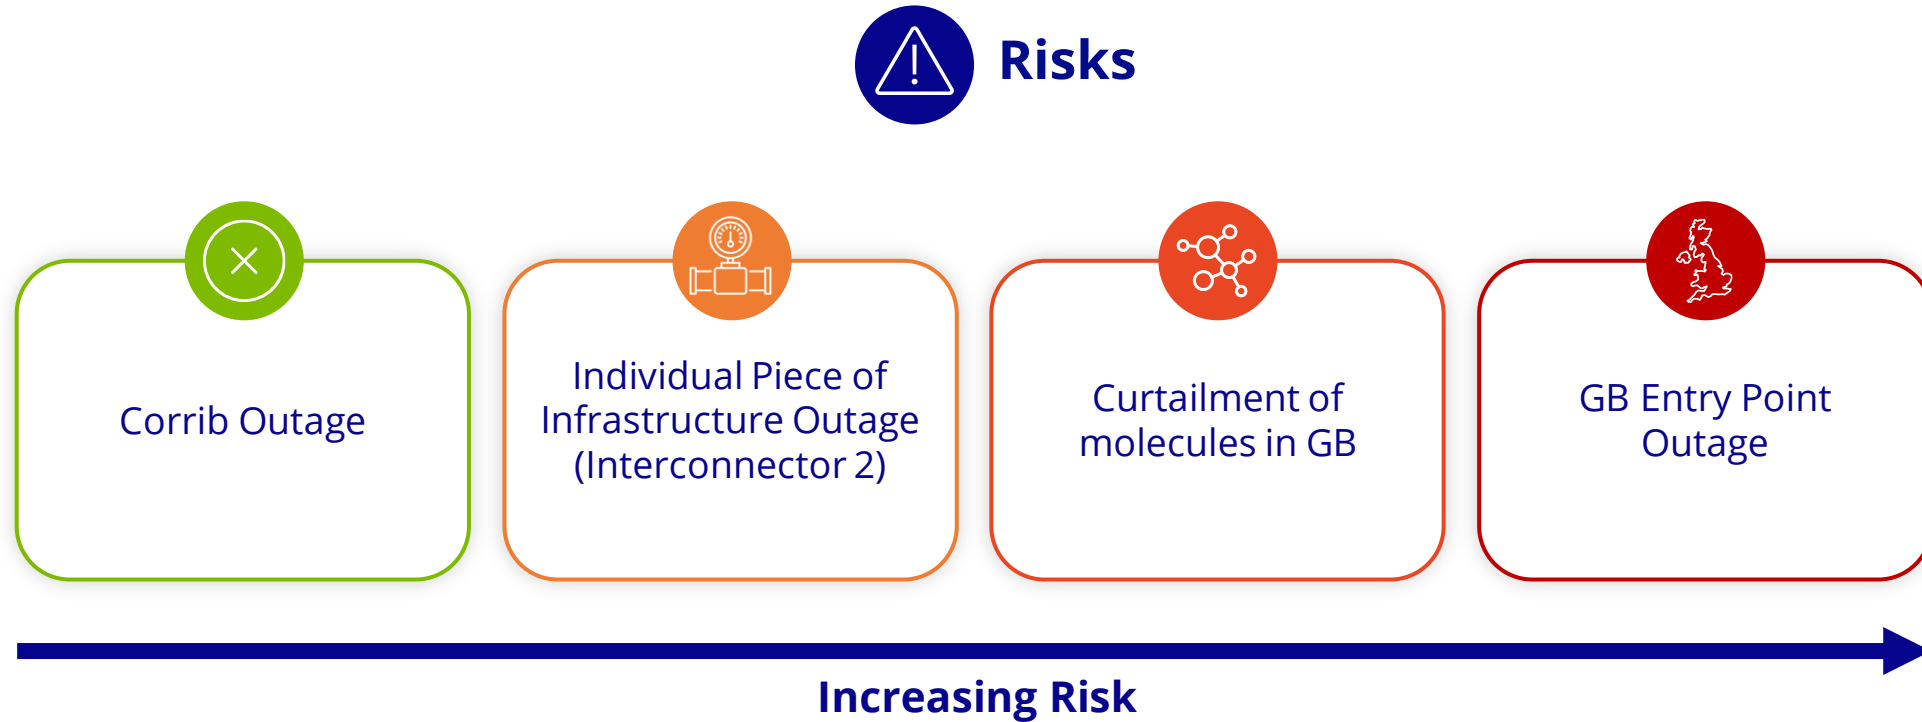 Risks
Corrib Outage
Individual Piece of
Infrastructure Outage
(Interconnector 2)
Curtailment of
molecules in GB
GB Entry Point
Outage
Increasing Risk